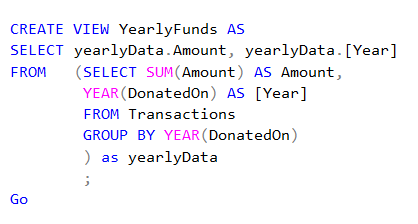 CREATE VIEW YearlyFunds AS
SELECT yearlyData.Amount, yearlyData.[Year]
FROM   (SELECT SUM(Amount) AS Amount,
        YEAR(DonatedOn) AS [Year]
        FROM Transactions
        GROUP BY YEAR(DonatedOn)
        ) as yearlyData
        ;
Go